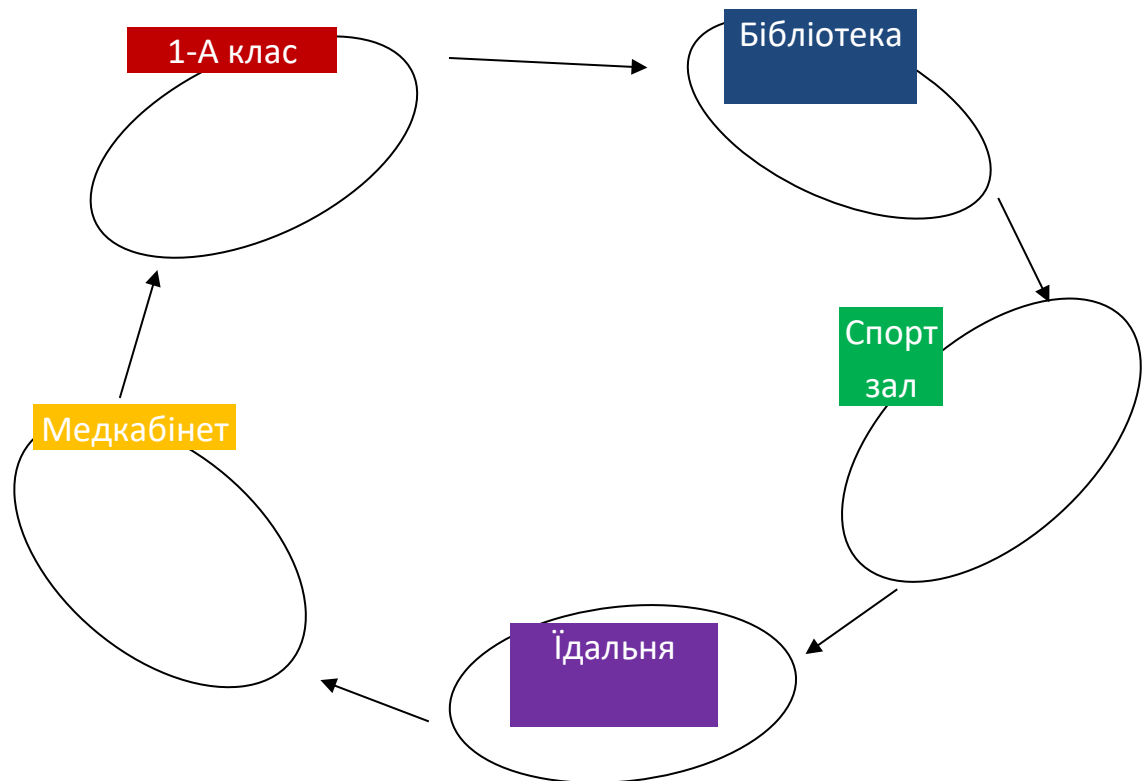 1-А клас
Бібліотека
Спорт
зал
Їдальня
Медкабінет